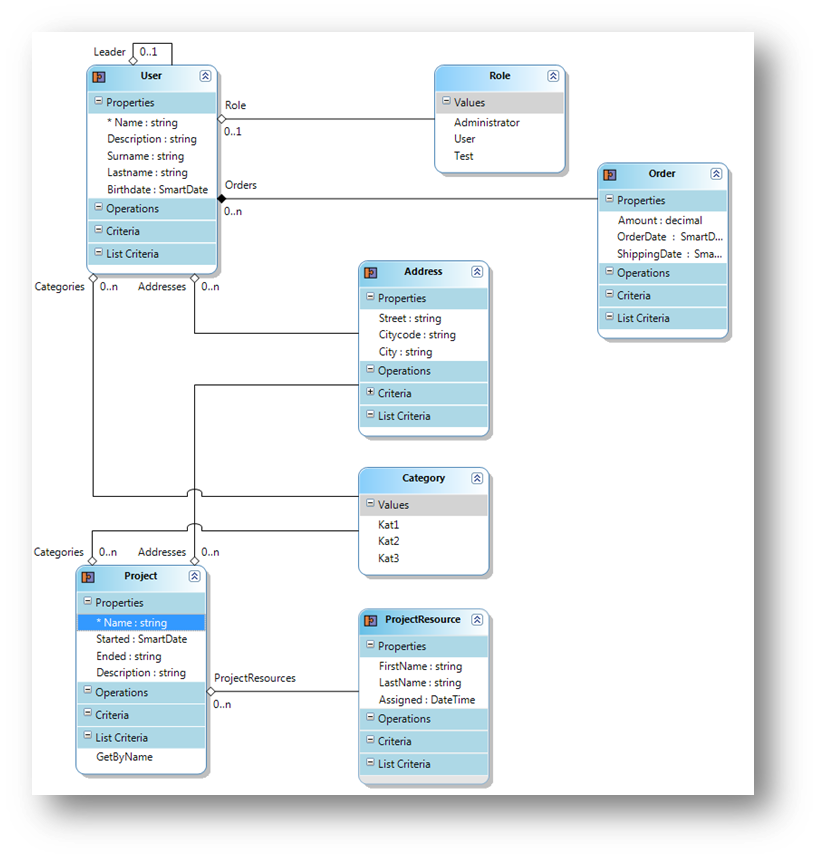 Leader 0..1
User
Properties
* Name : string
Description : string
Surname : string
Lastname : string
Birthdate : SmartDate
Operations
Criteria
List Criteria
Role
0..1
Orders
0..n
Categories 0..n Addresses 0..n
Role
Values
Administrator
User
Test
Order
Properties
Amount : decimal
OrderDate : SmartD...
ShippingDate : Sma...
Operations
Criteria
List Criteria
Address
Properties
Street : string
Citycode : string
City : string
Operations
Criteria
List Criteria
Category
Values
Kat1
Kat2
Kat3
Categories 0..n Addresses 0..n
Project
Properties
* Name : string
Started : SmartDate
Ended : string
Description : string
Operations
Criteria
List Criteria
GetByName
ProjectResources
0..n
ProjectResource
Properties
FirstName : string
LastName : string
Assigned : DateTime
Operations
Criteria
List Criteria